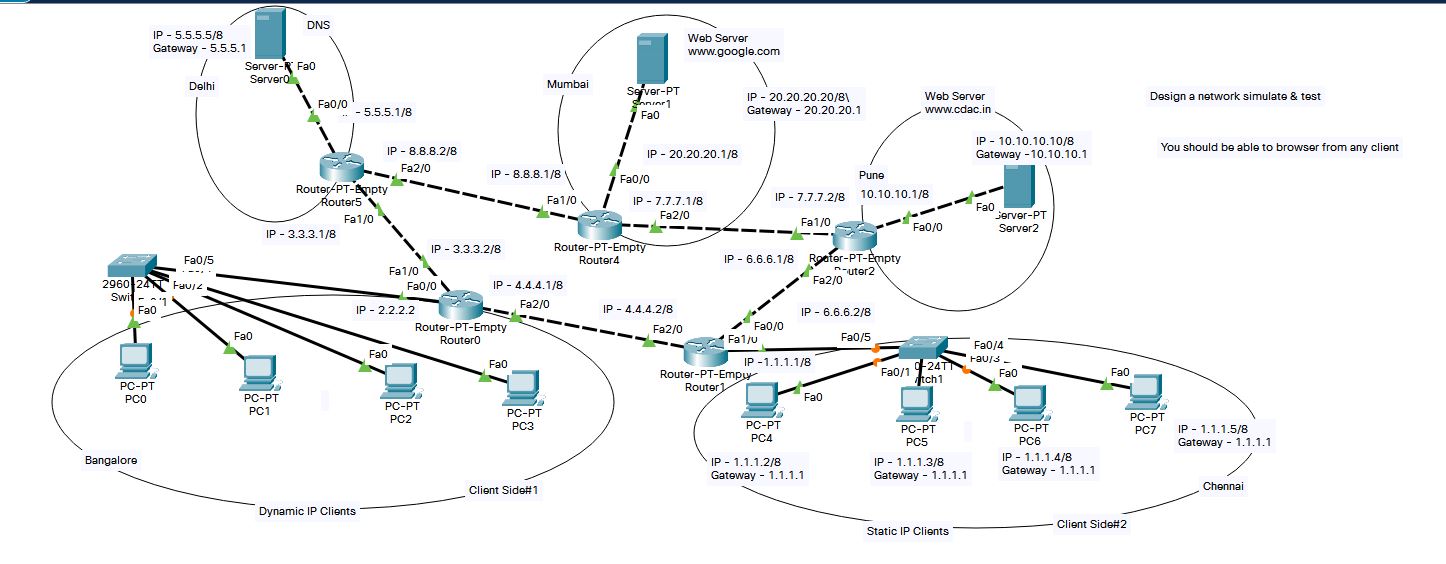 DNS
IP - 5.5.5.5/8
Gateway - 5.5.5.1
Server0
Fa0
Delhi
Fa0/0
5.5.5.1/8
IP - 8.8.8.2/8
Fa2/0
Router-PT-Empty
Router5
Fa1/0
IP - 3.3.3.1/8
Web Server
www.google.com
Mumbai
Server-PT
Server1
Fa0
IP - 20.20.20.20/8\
Gateway - 20.20.20.1
IP - 20.20.20.1/8
IP - 8.8.8.1/8
Fa0/0
Fa1/0
IP - 7.7.7.1/8
Fa2/0
Router-PT-Empty
Router4
Web Server
www.cdac.in
IP - 10.10.10.10/8
Gateway -10.10.10.1
Pune
10.10.10.1/8
IP - 7.7.7.2/8
Fa0
Server-PT
Server2
Fa1/0
Fa0/0
Router-PT-Empty
Router2
IP - 6.6.6.1/8
Fa2/0
Design a network simulate & test
You should be able to browser from any client
IP - 3.3.3.2/8
Fa0/5
Fa0/2
Fa0
Fa1/0
Fa0/0
IP - 2.2.2.2
IP - 4.4.4.1/8
Fa2/0
Router-PT-Empty
Router0
IP - 4.4.4.2/8
Fa2/0
Fa0/0
Fa1/0
IP - 6.6.6.2/8
Router-PT-Empty
Router1
IP -1.1.1.1/8
Fa0/5
Fa0/4
Fa0/3
Fa0/1
Fa0
Fa0
Fa0
PC-PT
PC0
PC-PT
PC1
PC-PT
PC2
PC-PT
PC3
Fa0
Fa0
Fa0
PC-PT
PC4
PC-PT
PC5
PC-PT
PC6
PC-PT
PC7
IP - 1.1.1.2/8
Gateway - 1.1.1.1
IP - 1.1.1.3/8
Gateway - 1.1.1.1
IP - 1.1.1.4/8
Gateway - 1.1.1.1
IP - 1.1.1.5/8
Gateway - 1.1.1.1
Bangalore
Client Side#1
Dynamic IP Clients
Chennai
Client Side#2
Static IP Clients